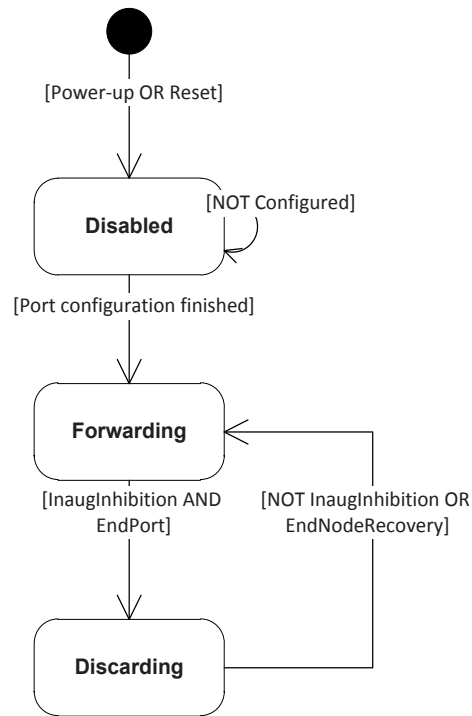 [Power-up OR Reset]
[NOT Configured]
Disabled
[Port configuration finished]
Forwarding
[InaugInhibition AND
EndPort]
[NOT InaugInhibition OR
EndNodeRecovery]
Discarding